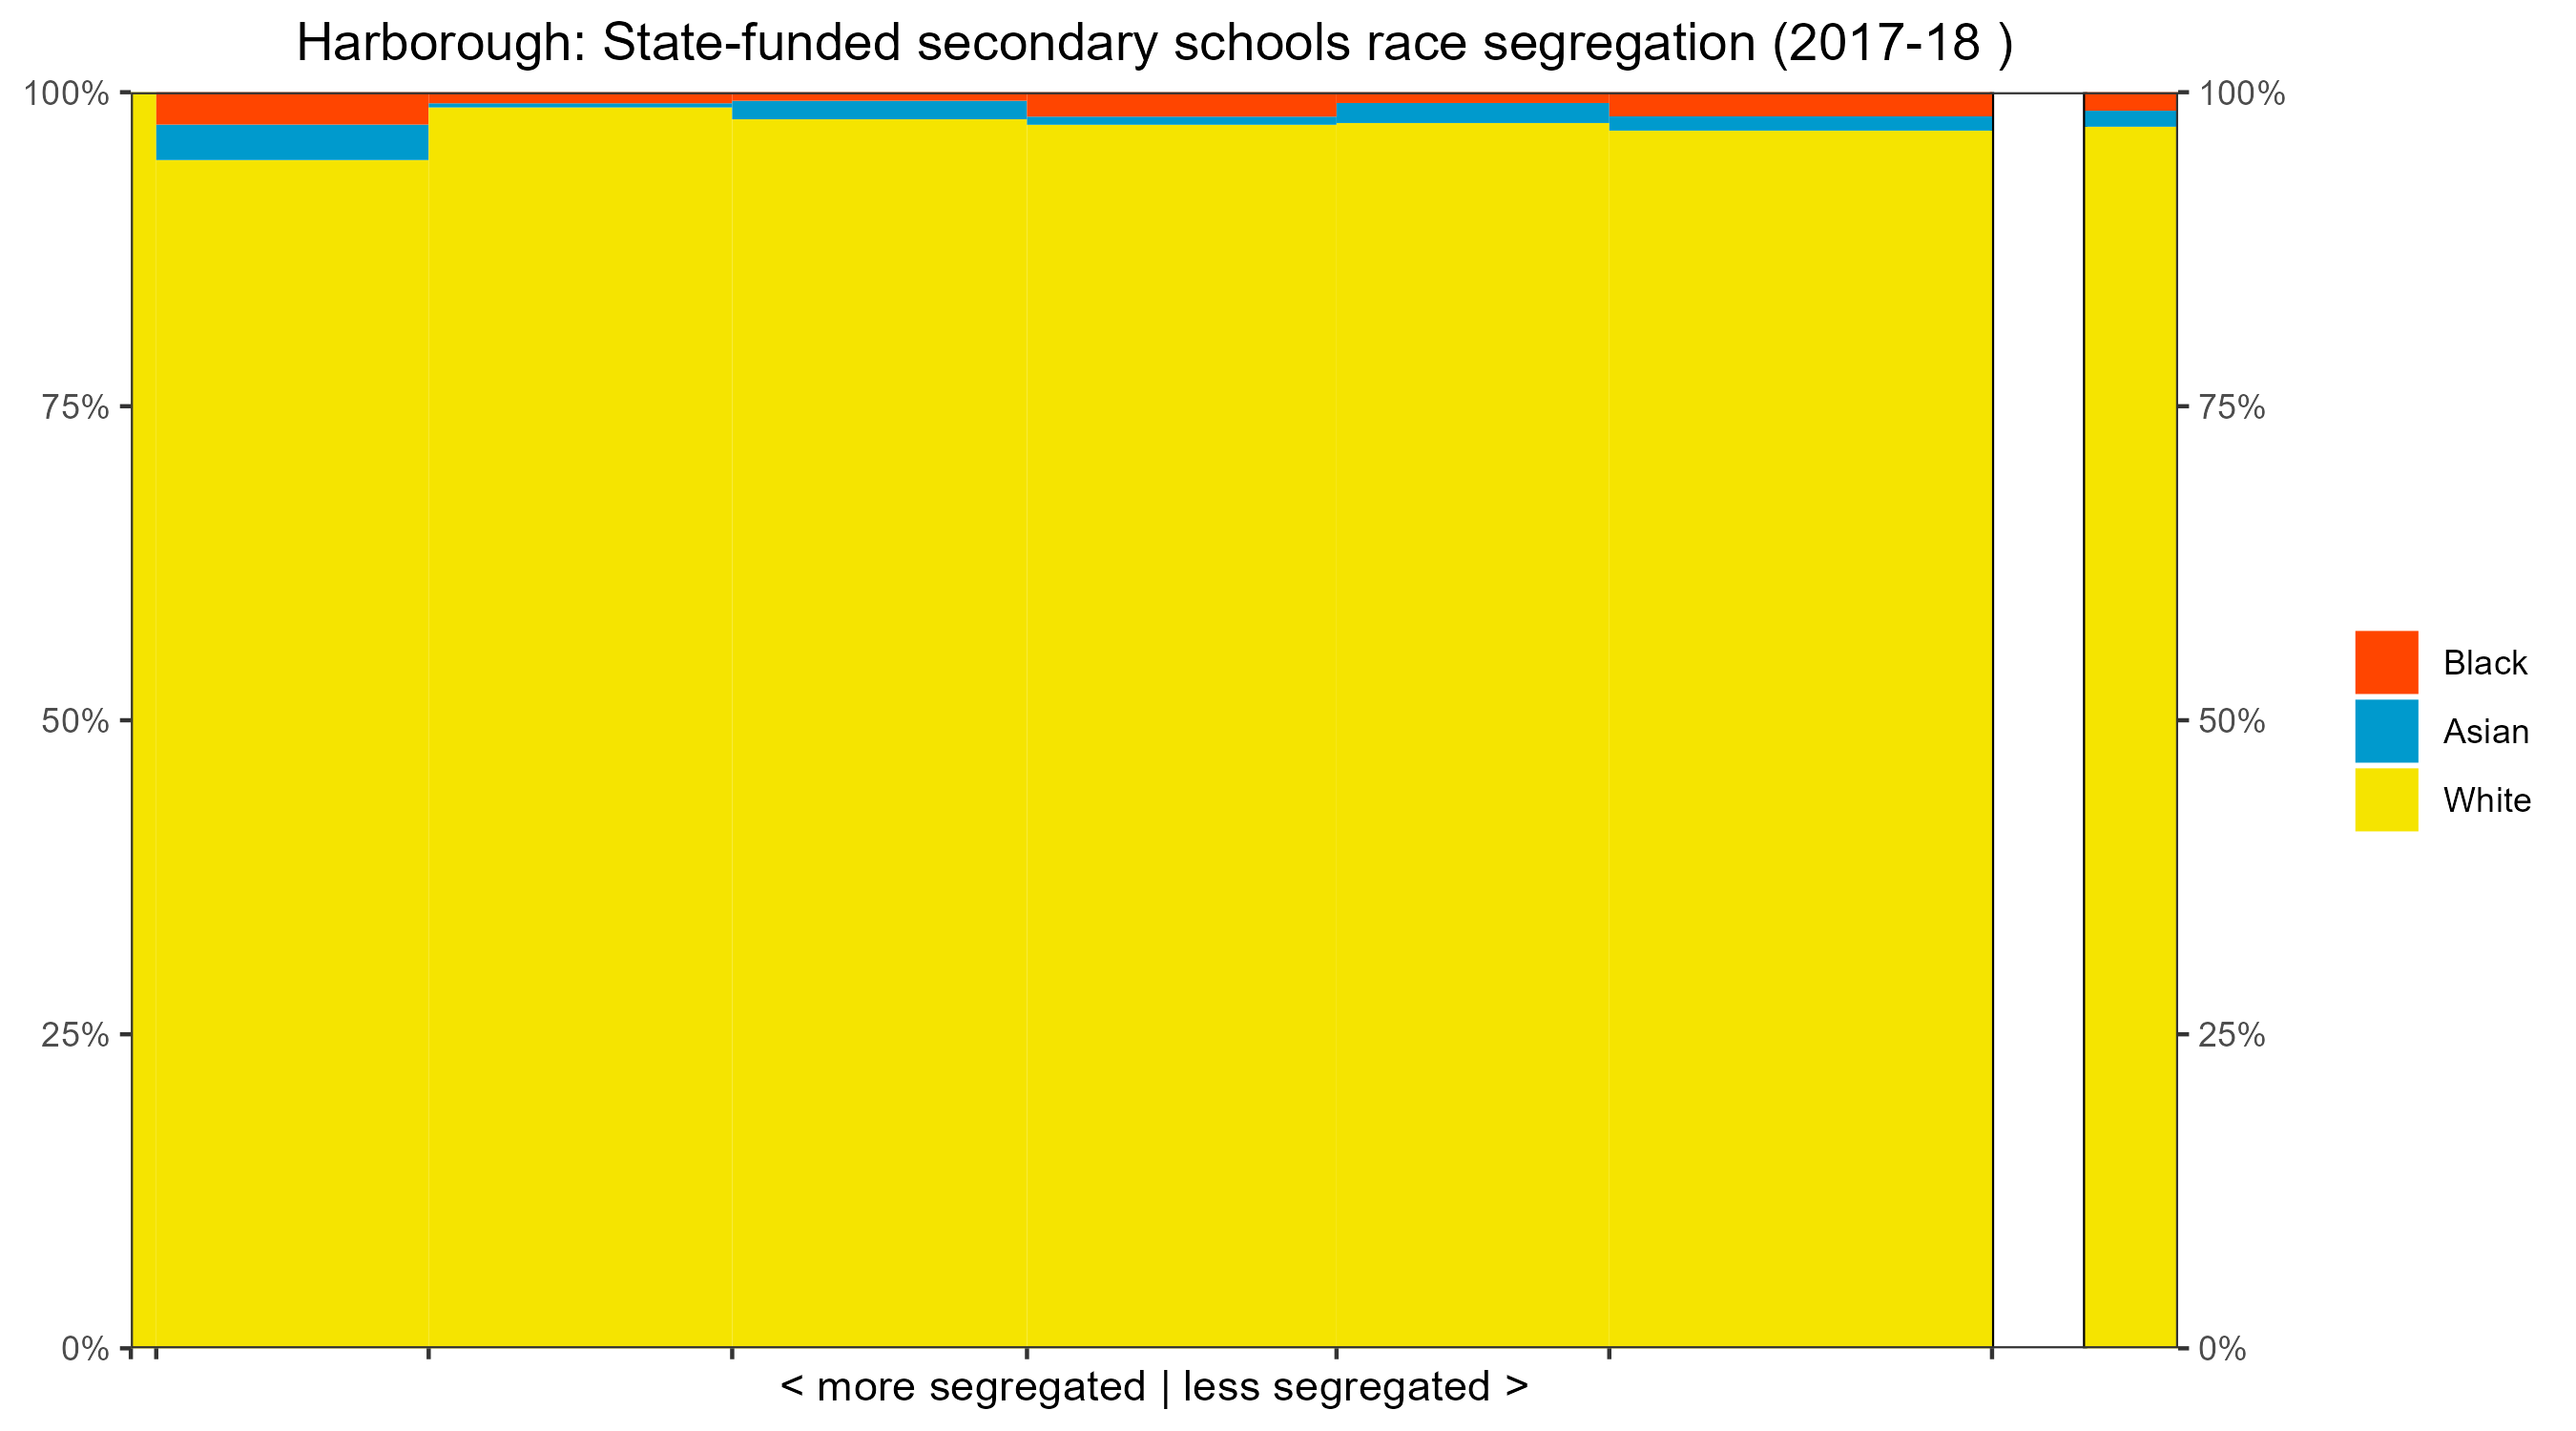 Harborough: State-funded secondary schools race segregation (2017-18 )
100%
75%
50%
25%
0%
100%
75%
50%
25%
0%
Black
Asian
White
< more segregated | less segregated >